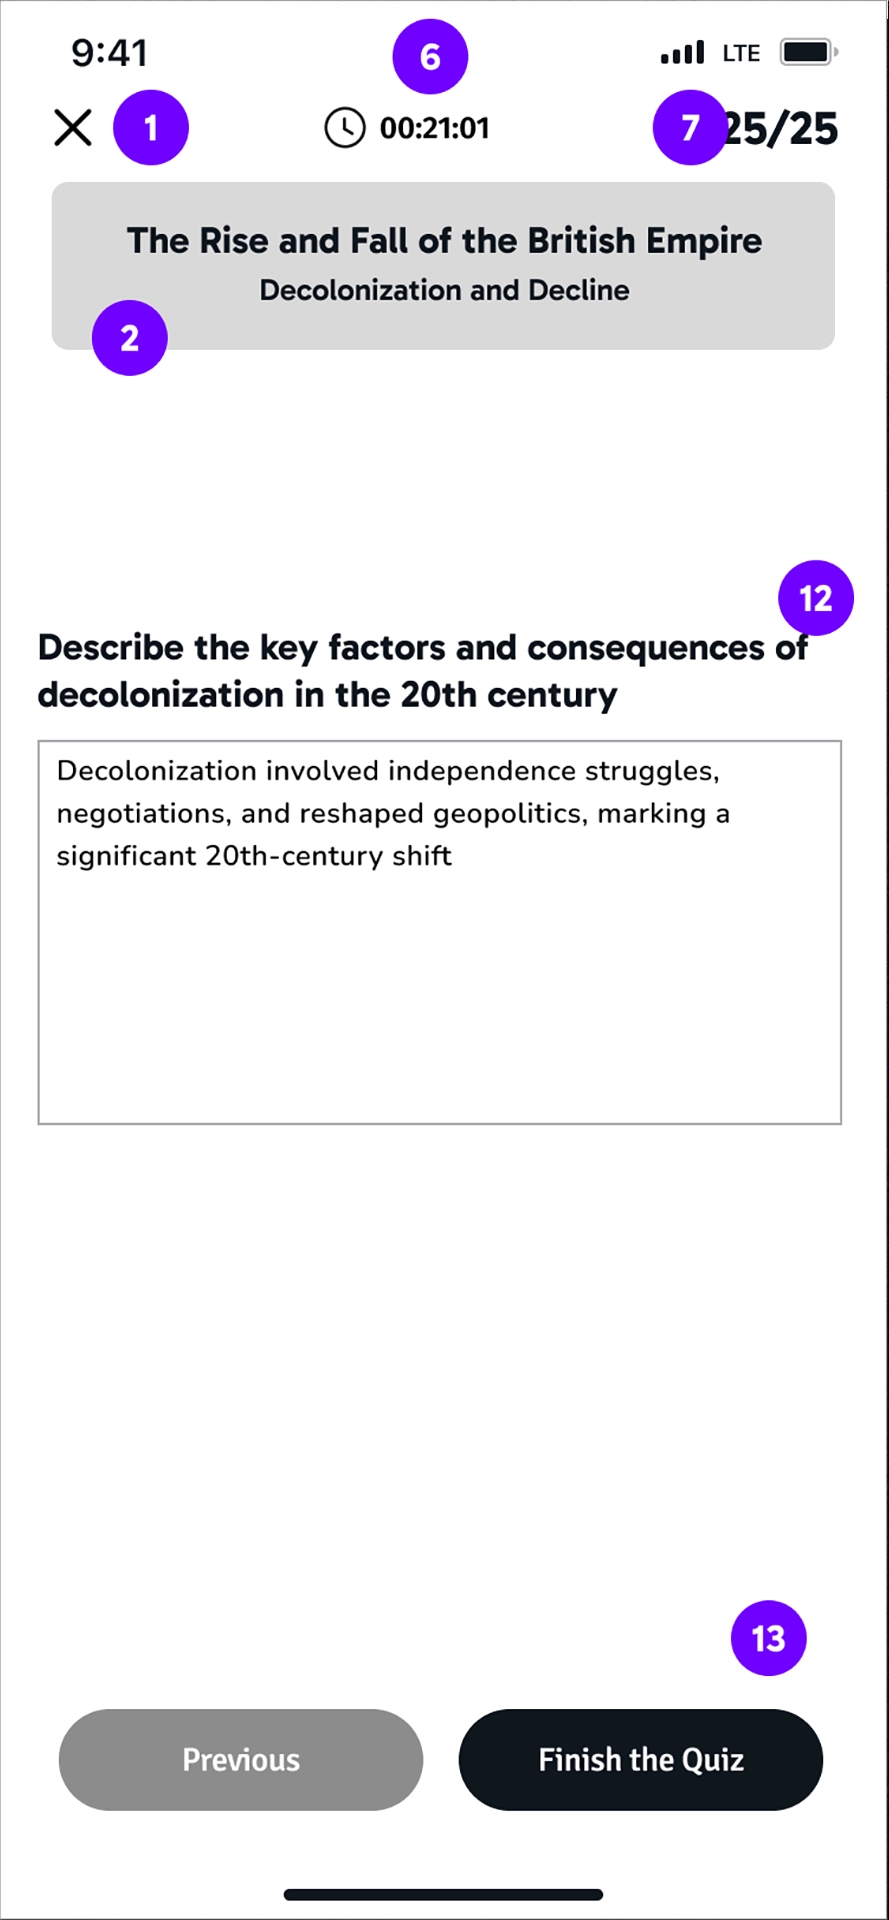 9:41
6
LTE
1
00:21:01
7
25/25
The Rise and Fall of the British Empire
Decolonization and Decline
2
12
Describe the key factors and consequences of
decolonization in the 20th century
Decolonization involved independence struggles,
negotiations, and reshaped geopolitics, marking a
significant 20th-century shift
13
Previous
Finish the Quiz